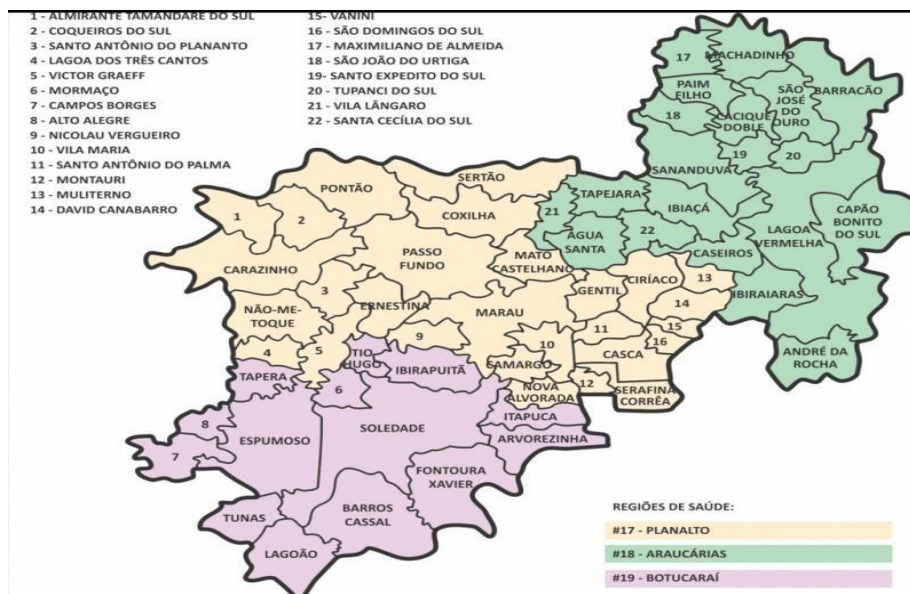 1 - ALMIRANTE TAMANDARÉ DO SUL
2 - COQUEIROS DO SUL
3 - SANTO ANTÔNIO DO PLANANTO
4 - LAGOA DOS TRÊS CANTOS
5 - VICTOR GRAEFF
6 - MORMAÇO
7 - CAMPOS BORGES
8 - ALTO ALEGRE
9 - NICOLAU VERGUEIRO
10 - VILA MARIA
11 - SANTO ANTÔNIO DO PALMA
12 - MONTAURI
13 - MULITERNO
14 - DAVID CANABARRO
15- VANINI
16 - SÃO DOMINGOS DO SUL
17 - MAXIMILIANO DE ALMEIDA
18 - SÃO JOÃO DO URTIGA
19- SANTO EXPEDITO DO SUL
20 - TUPANCI DO SUL
21 - VILA LÂNGARO
22 - SANTA CECÍLIA DO SUL
17
MACHADINHO
PAIM
FILHO
SÃO
JOSÉ
DO
OURO
BARRACÃO
18
CACIQUE
DOBLE
19
20
SANANDUVA
SERTÃO
PONTÃO
TAPEJARA
1
2
COXILHA
21
IBIAÇÁ
CAPÃO
BONITO
DO SUL
ÁGUA
SANTA
22
LAGOA
VERMELHA
PASSO
FUNDO
MATO
CASTELHANO
CASEIROS
CARAZINHO
CIRÍACO
13
3
GENTIL
IBIRAIARAS
NÃO-ME-
TOQUE
ERNESTINA
MARAU
14
11
15
16
4
5
9
10
CASCA
ANDRÉ DA
ROCHA
TIO
HUGO
IBIRAPUITÃ
CAMARGO
TAPERA
6
NOVA
ALVORADA
12
SERAFINA
CORRÊA
8
ESPUMOSO
SOLEDADE
ITAPUCA
ARVOREZINHA
7
FONTOURA
XAVIER
TUNAS
BARROS
CASSAL
LAGOÃO
REGIÕES DE SAÚDE:
#17 - PLANALTO
#18 - ARAUCÁRIAS
#19 - BOTUCARAÍ